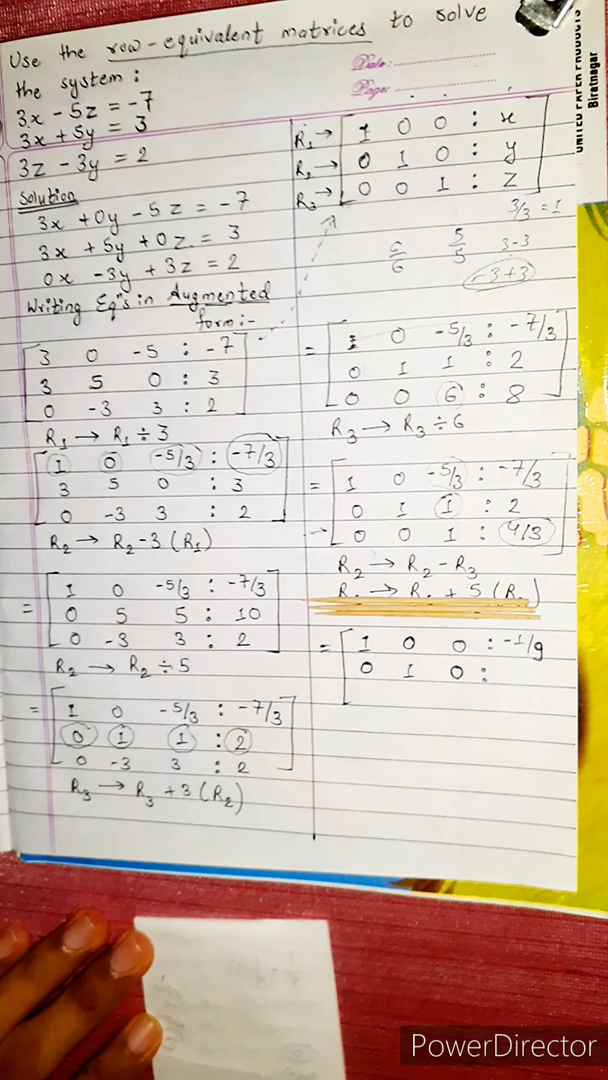 Use the row-equivalent matrices to solve
the system :
3x - 5z = -7
3x + 5y = 3
3z - 3y = 2
Solution
3x + 0y - 5z = -7
3x + 5y + 0z = 3
0x - 3y + 3z = 2
Writing Eqⁿs in Augmented
form:-
3 0 -5 : -7
3 5 0 : 3
0 -3 3 : 2
R₁ → R₁ ÷ 3
1 0 -5/3 : -7/3
3 5 0 : 3
0 -3 3 : 2
R₂ → R₂ - 3 (R₁)
= 1 0 -5/3 : -7/3
0 5 5 : 10
0 -3 3 : 2
R₂ → R₂ ÷ 5
= 1 0 -5/3 : -7/3
0 1 1 : 2
0 -3 3 : 2
R₃ → R₃ + 3 (R₂)
Date:
Page:
R₁ → 1 0 0 : x
R₂ → 0 1 0 : y
R₃ → 0 0 1 : z
3/3 = 1
6/6 5/5 3-3
-3+3
= 1 0 -5/3 : -7/3
0 1 1 : 2
0 0 6 : 8
R₃ → R₃ ÷ 6
= 1 0 -5/3 : -7/3
0 1 1 : 2
→ 0 0 1 : 4/3
R₂ → R₂ - R₃
= 1 0 0 : -1/9
0 1 0 :
UNITED PAPER PRODUCTS
Biratnagar
PowerDirector